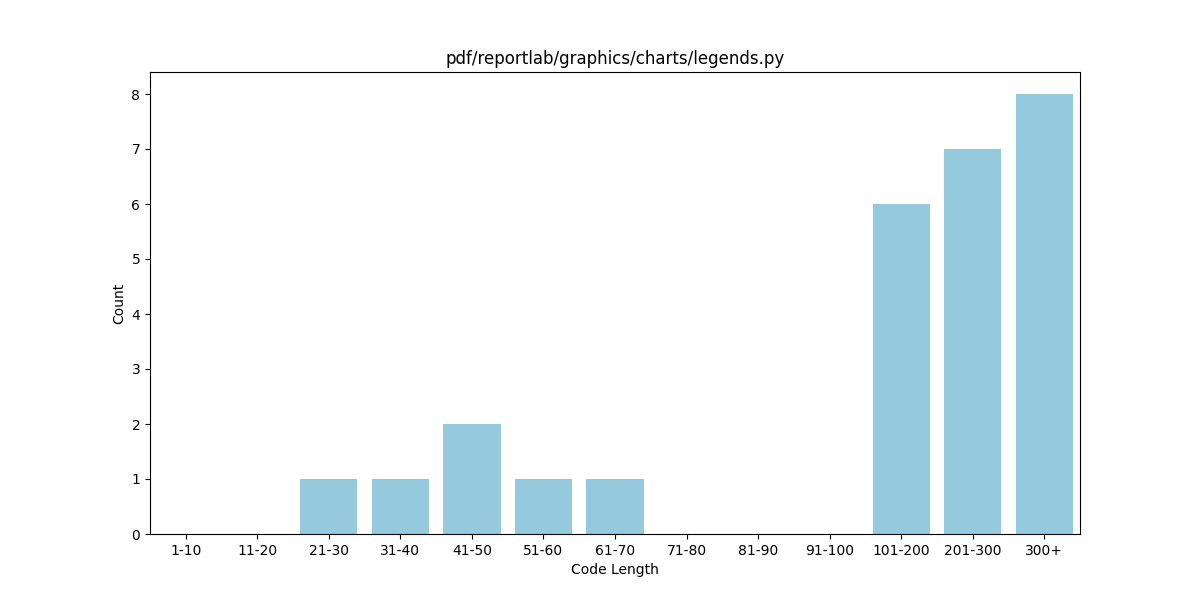 pdf/reportlab/graphics/charts/legends.py
8
7
6
5
4
3
2
1
0
Count
1-10 11-20 21-30 31-40 41-50 51-60 61-70 71-80 81-90 91-100 101-200 201-300 300+
Code Length